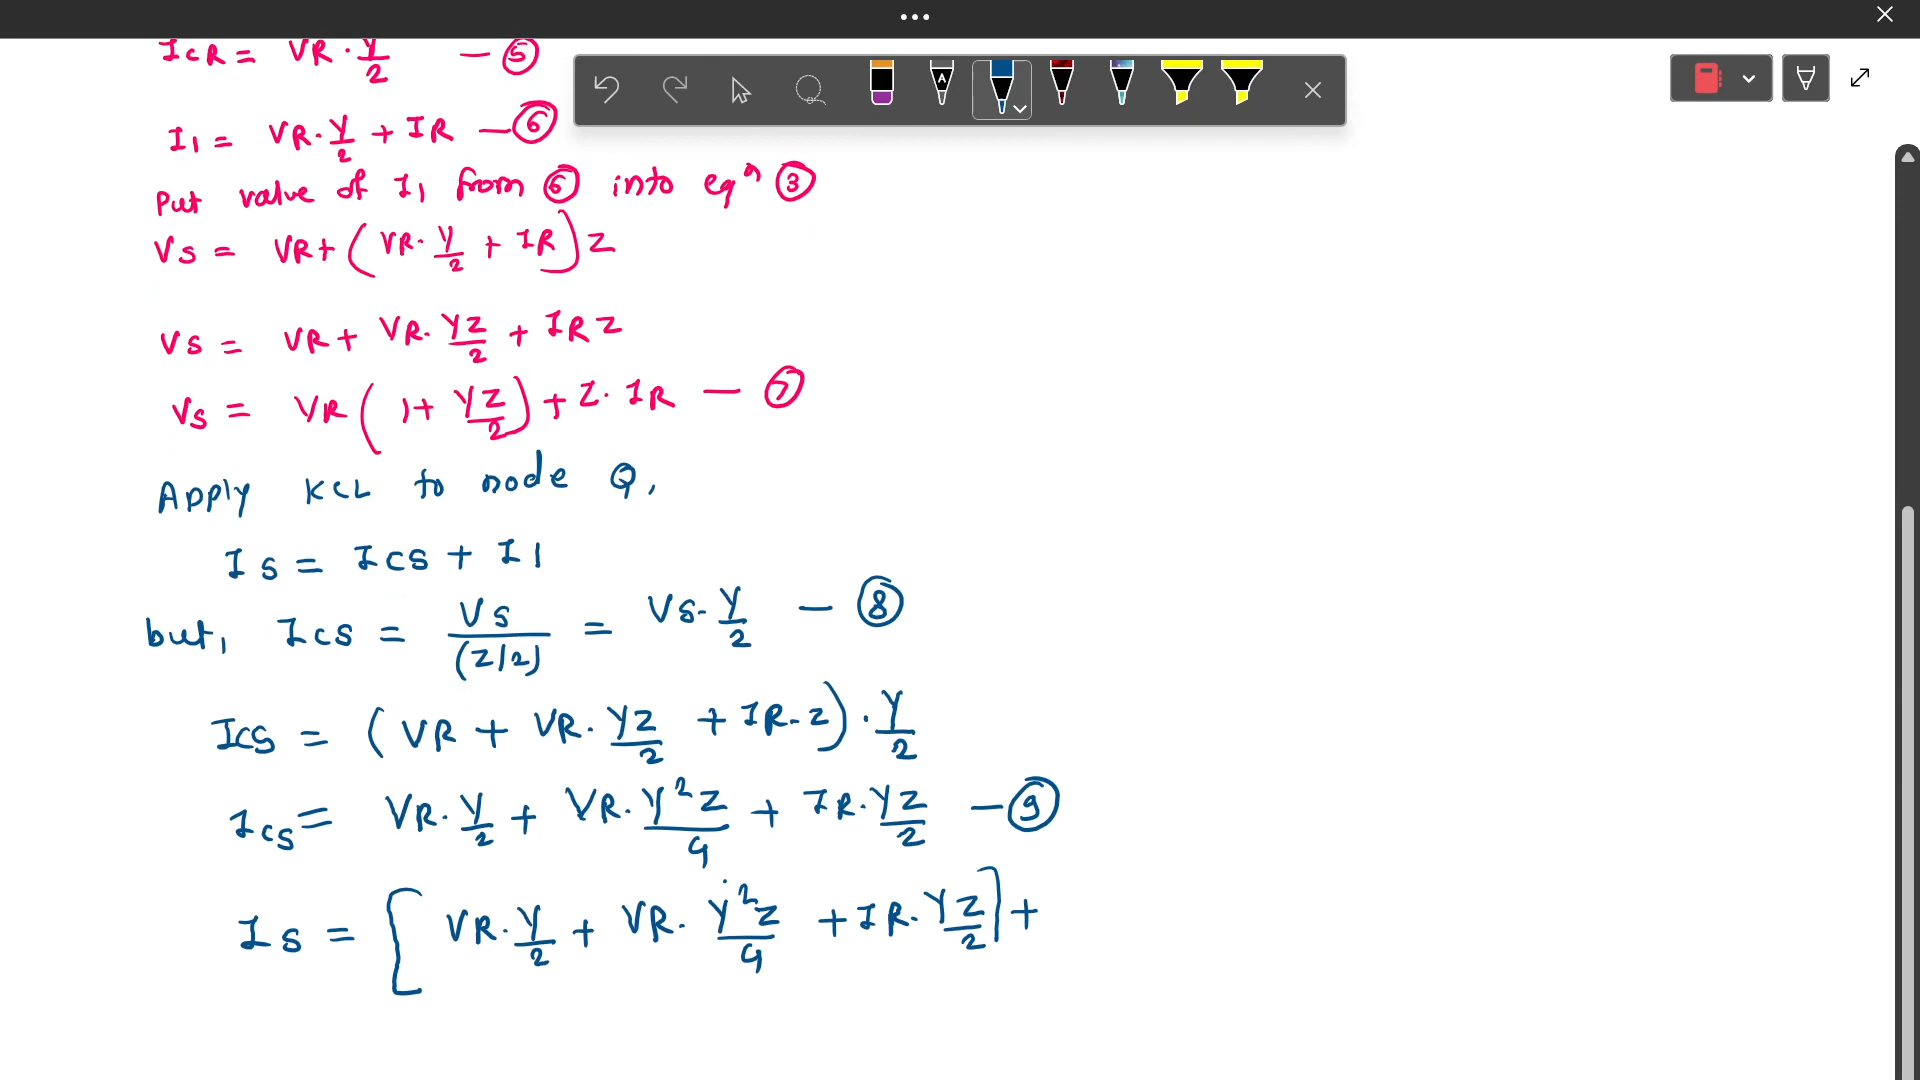 ICR = VR · Y/2 — ⑤
I1 = VR · Y/2 + IR — ⑥
Put value of I1 from ⑥ into eqn ③
VS = VR + (VR · Y/2 + IR) Z
VS = VR + VR · YZ/2 + IR Z
VS = VR (1 + YZ/2) + Z · IR — ⑦
Apply KCL to node Q,
IS = ICS + I1
but, ICS = VS/(Z/2) = VS · Y/2 — ⑧
ICS = (VR + VR · YZ/2 + IR · Z) · Y/2
ICS = VR · Y/2 + VR · Y²Z/4 + IR · YZ/2 — ⑨
IS = [VR · Y/2 + VR · Y²Z/4 + IR · YZ/2] +